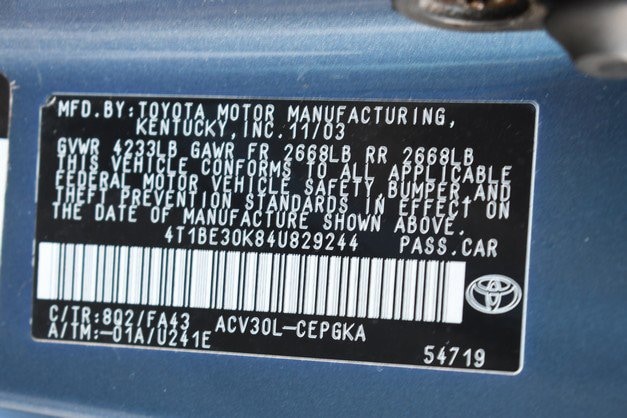 MFD.BY:TOYOTA MOTOR MANUFACTURING,
KENTUCKY,INC.11/03
GVWR 4233LB GAWR FR 2668LB RR 2668LB
THIS VEHICLE CONFORMS TO ALL APPLICABLE
FEDERAL MOTOR VEHICLE SAFETY,BUMPER,AND
THEFT PREVENTION STANDARDS IN EFFECT ON
THE DATE OF MANUFACTURE SHOWN ABOVE.
4T1BE30K84U829244 PASS.CAR
C/TR:8Q2/FA43 ACV30L-CEPGKA
A/TM:-01A/U241E
54719